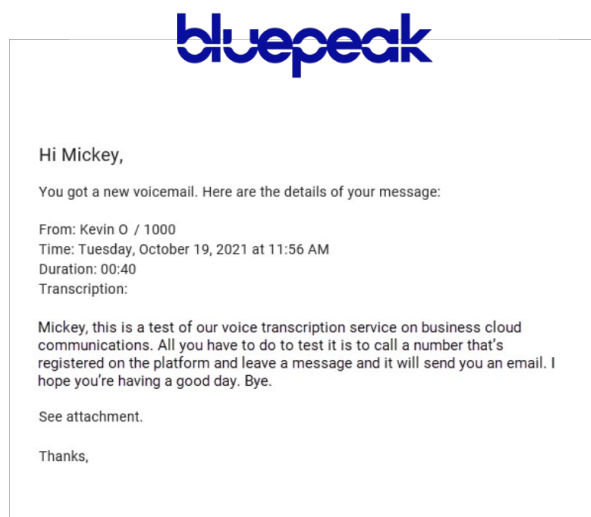 bluepeak
Hi Mickey,
You got a new voicemail. Here are the details of your message:
From: Kevin O / 1000
Time: Tuesday, October 19, 2021 at 11:56 AM
Duration: 00:40
Transcription:
Mickey, this is a test of our voice transcription service on business cloud
communications. All you have to do to test it is to call a number that's
registered on the platform and leave a message and it will send you an email. I
hope you're having a good day. Bye.
See attachment.
Thanks,